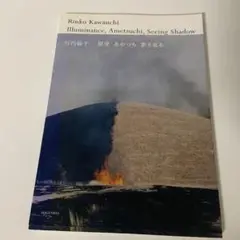 Rinko Kawauchi
Illuminance, Ametsuchi, Seeing Shadow
川内倫子 照度 あめつち 影を見る